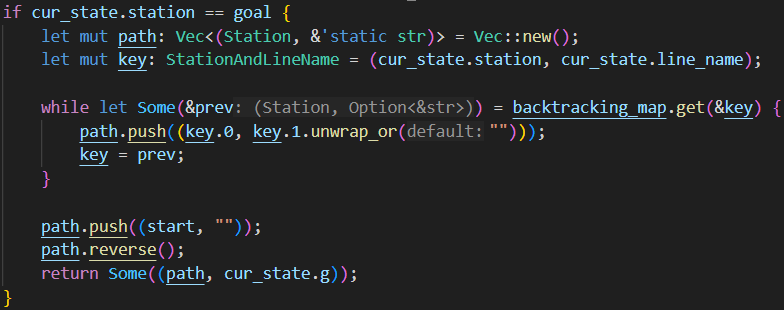 if cur_state.station == goal {
    let mut path: Vec<(Station, &'static str)> = Vec::new();
    let mut key: StationAndLineName = (cur_state.station, cur_state.line_name);

    while let Some(&prev: (Station, Option<&str>)) = backtracking_map.get(&key) {
        path.push((key.0, key.1.unwrap_or(default: "")));
        key = prev;
    }

    path.push((start, ""));
    path.reverse();
    return Some((path, cur_state.g));
}